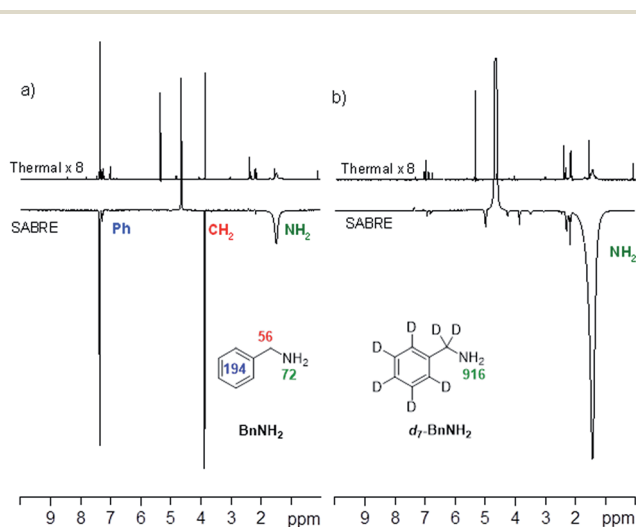 a)
Thermal x 8
SABRE
Ph
CH2
NH2
56
194
NH2
72
BnNH2
9 8 7 6 5 4 3 2 ppm
b)
Thermal x 8
SABRE
NH2
D
D D
D
NH2
916
D
D
D
d7-BnNH2
9 8 7 6 5 4 3 2 ppm